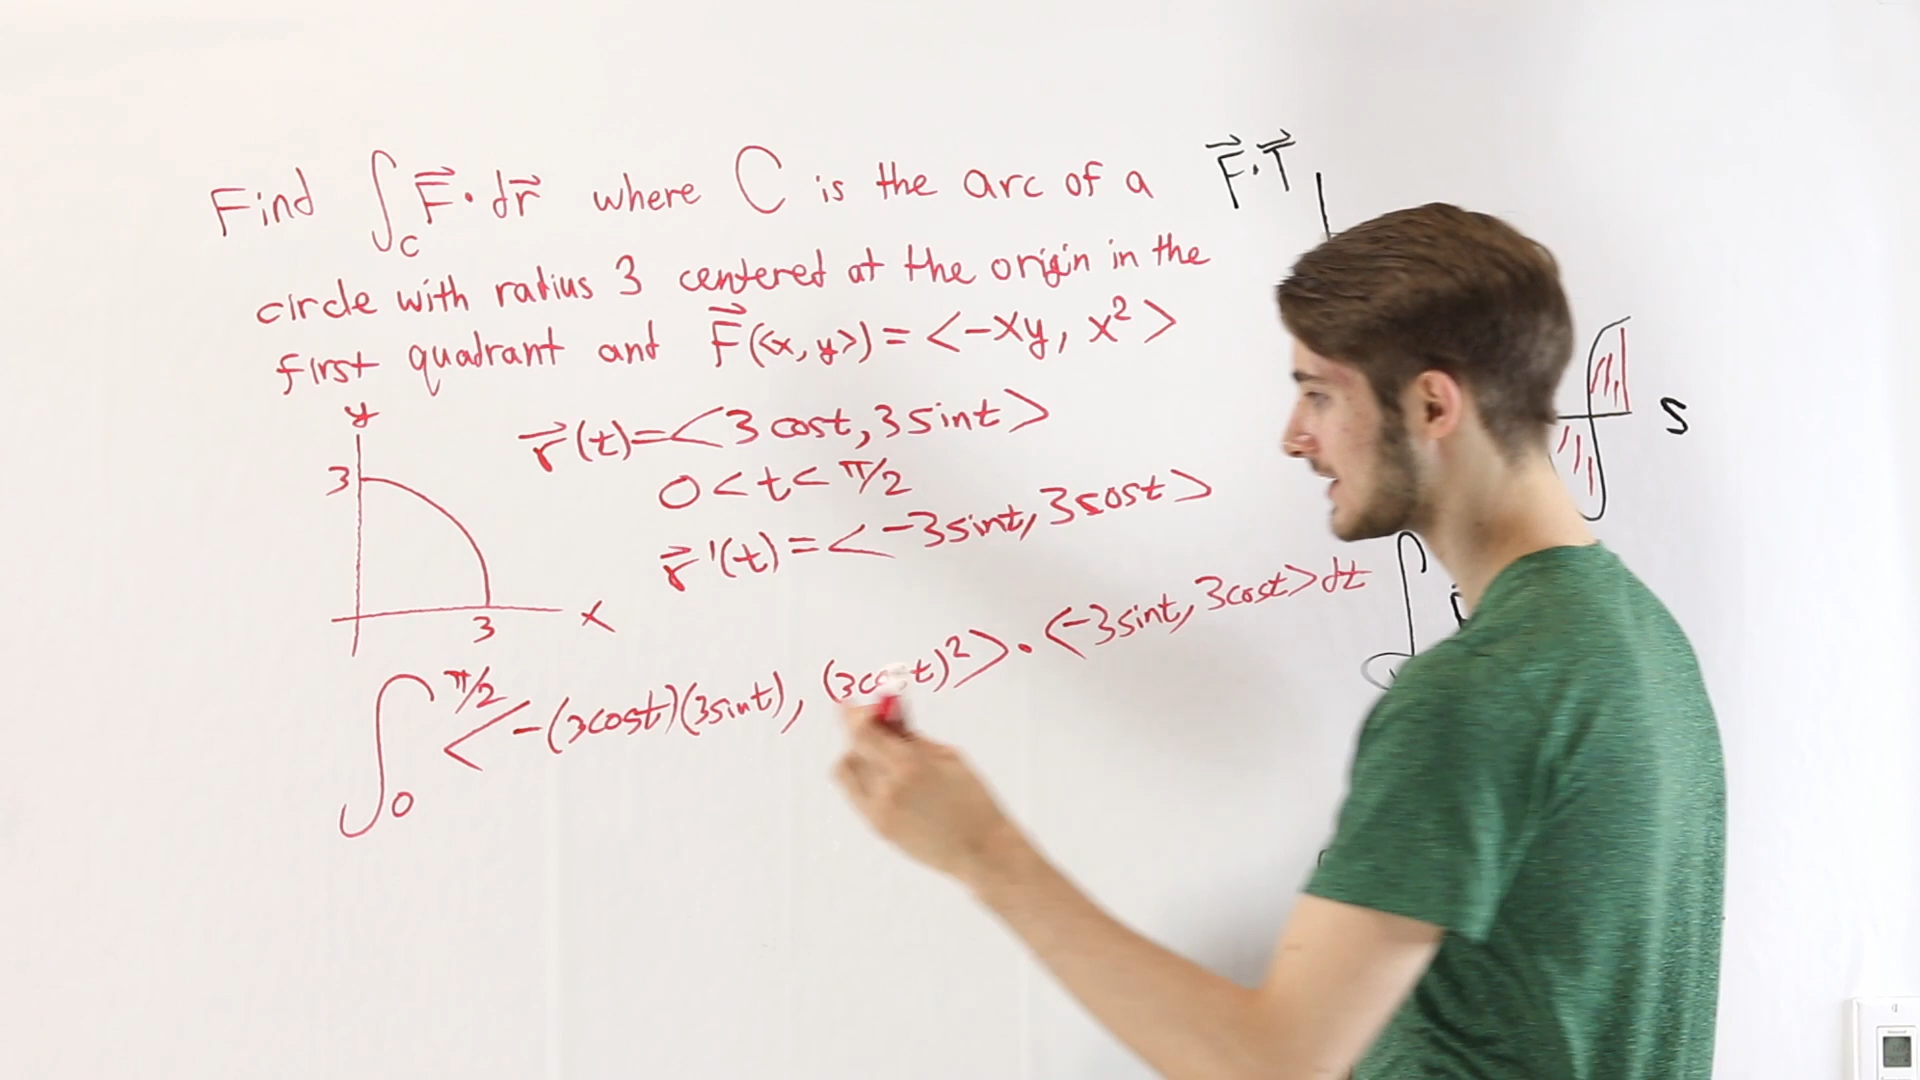 Find ∫_C F⃗ · dr⃗ where C is the arc of a
circle with radius 3 centered at the origin in the
first quadrant and F⃗(<x, y>) = <-xy, x²>
F⃗·T⃗
y
3
3
x
r⃗(t) = <3cost, 3sint>
0 < t < π/2
r⃗'(t) = <-3sint, 3cost>
∫_0^{π/2} <-(3cost)(3sint), (3cost)²> · <-3sint, 3cost> dt
s
∫